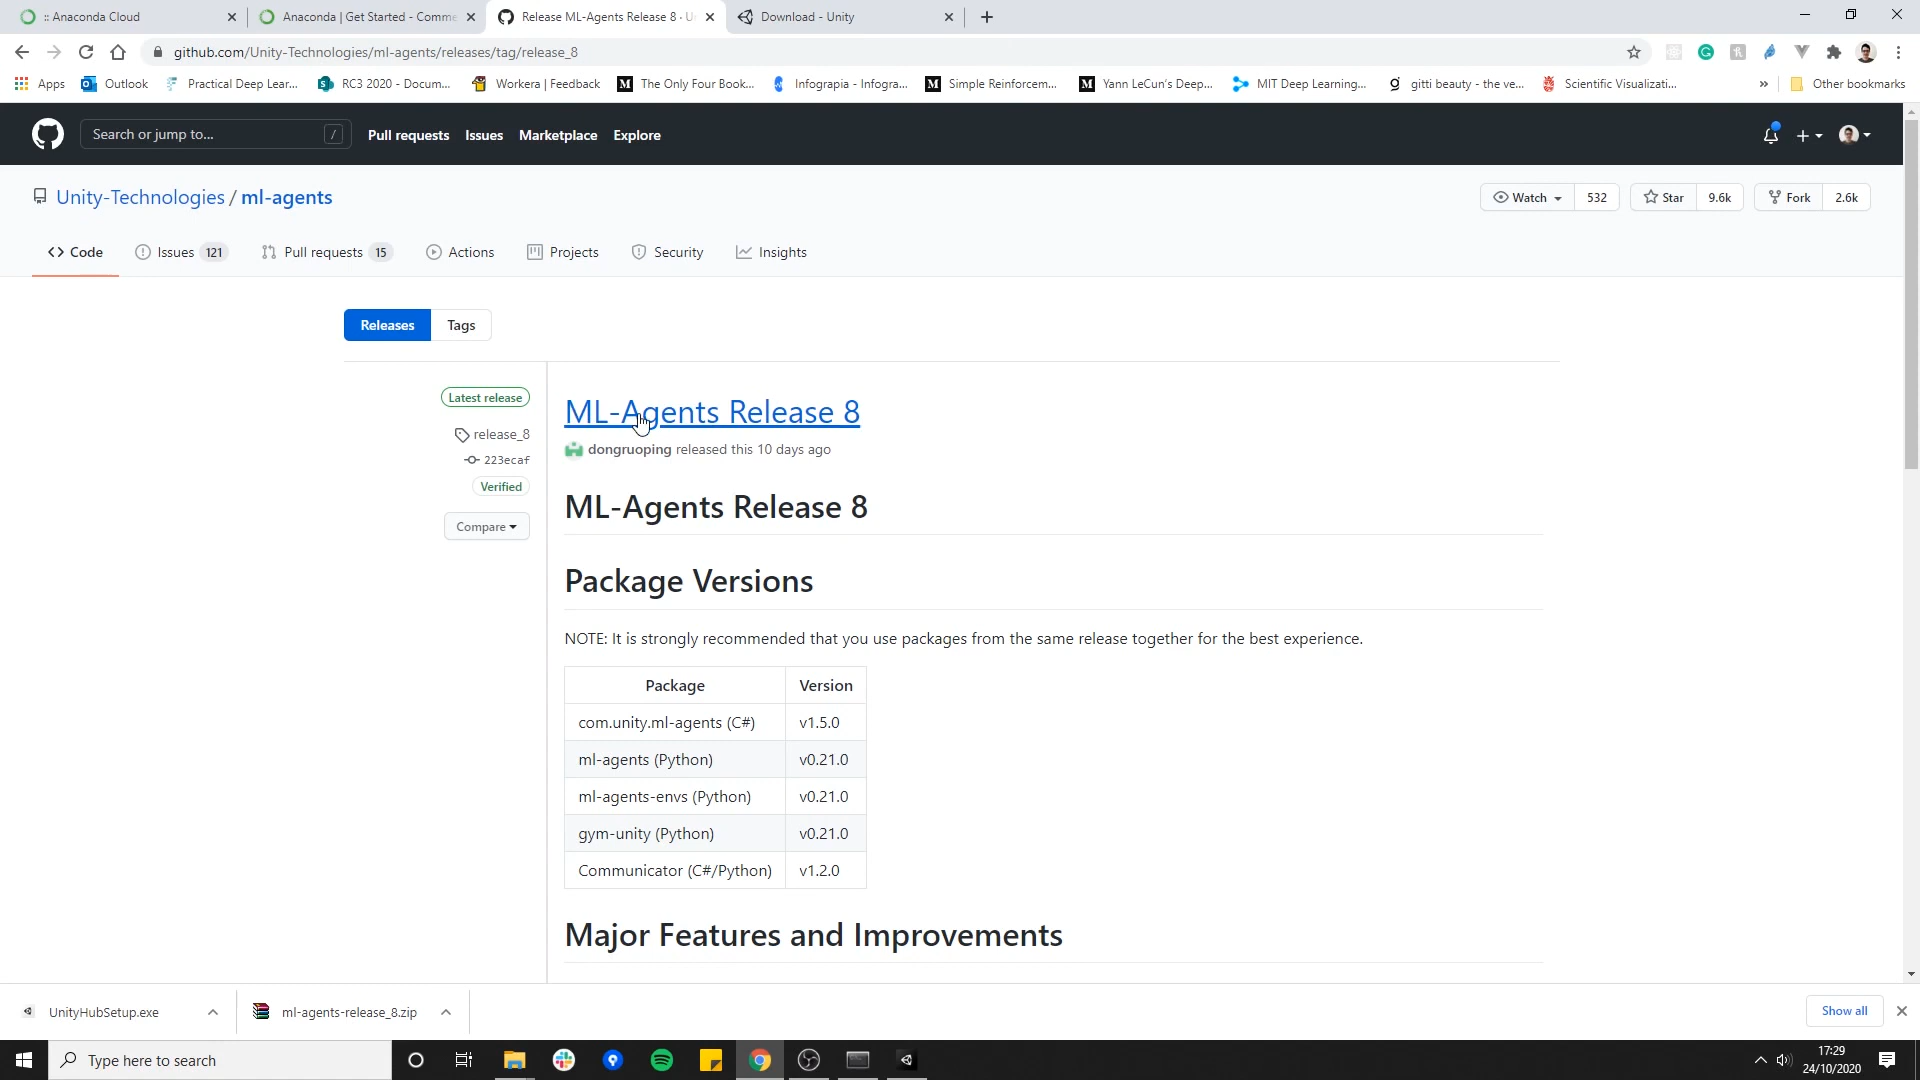 :: Anaconda Cloud
Anaconda | Get Started - Comme
Release ML-Agents Release 8 · U
Download - Unity
github.com/Unity-Technologies/ml-agents/releases/tag/release_8
Apps
Outlook
Practical Deep Lear...
RC3 2020 - Docum...
Workera | Feedback
The Only Four Book...
Infograpia - Infogra...
Simple Reinforcem...
Yann LeCun's Deep...
MIT Deep Learning...
gitti beauty - the ve...
Scientific Visualizati...
»
Other bookmarks
Search or jump to...
/
Pull requests
Issues
Marketplace
Explore
Unity-Technologies / ml-agents
Watch
532
Star
9.6k
Fork
2.6k
Code
Issues 121
Pull requests 15
Actions
Projects
Security
Insights
Releases
Tags
Latest release
release_8
223ecaf
Verified
Compare
ML-Agents Release 8
dongruoping released this 10 days ago
ML-Agents Release 8
Package Versions
NOTE: It is strongly recommended that you use packages from the same release together for the best experience.
Package Version
com.unity.ml-agents (C#) v1.5.0
ml-agents (Python) v0.21.0
ml-agents-envs (Python) v0.21.0
gym-unity (Python) v0.21.0
Communicator (C#/Python) v1.2.0
Major Features and Improvements
UnityHubSetup.exe
ml-agents-release_8.zip
Show all
Type here to search
17:29
24/10/2020